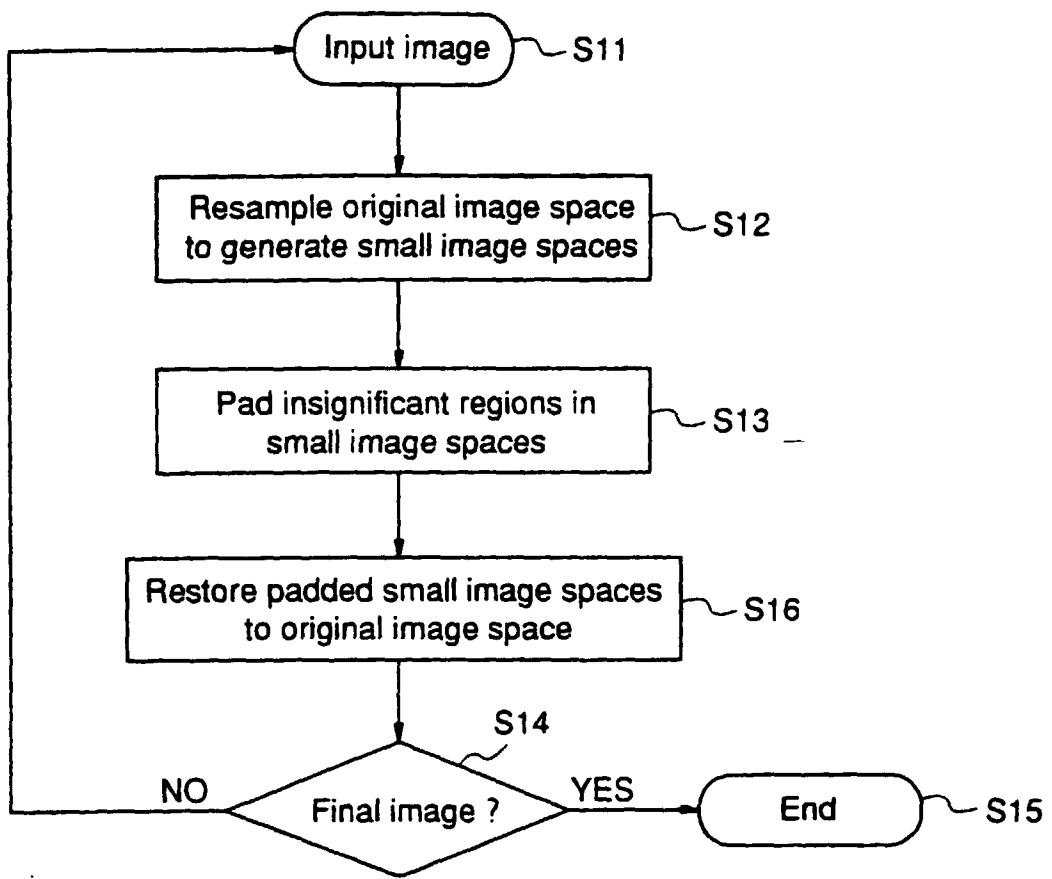 Input image
S11
Resample original image space
to generate small image spaces
S12
Pad insignificant regions in
small image spaces
S13
Restore padded small image spaces
to original image space
S16
S14
NO
Final image ?
YES
End
S15